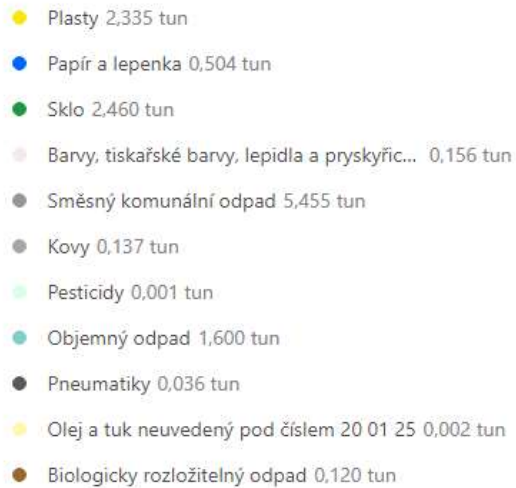 Plasty 2,335 tun
Papír a lepenka 0,504 tun
Sklo 2,460 tun
Barvy, tiskařské barvy, lepidla a pryskyřic... 0,156 tun
Směsný komunální odpad 5,455 tun
Kovy 0,137 tun
Pesticidy 0,001 tun
Objemný odpad 1,600 tun
Pneumatiky 0,036 tun
Olej a tuk neuvedený pod číslem 20 01 25 0,002 tun
Biologicky rozložitelný odpad 0,120 tun